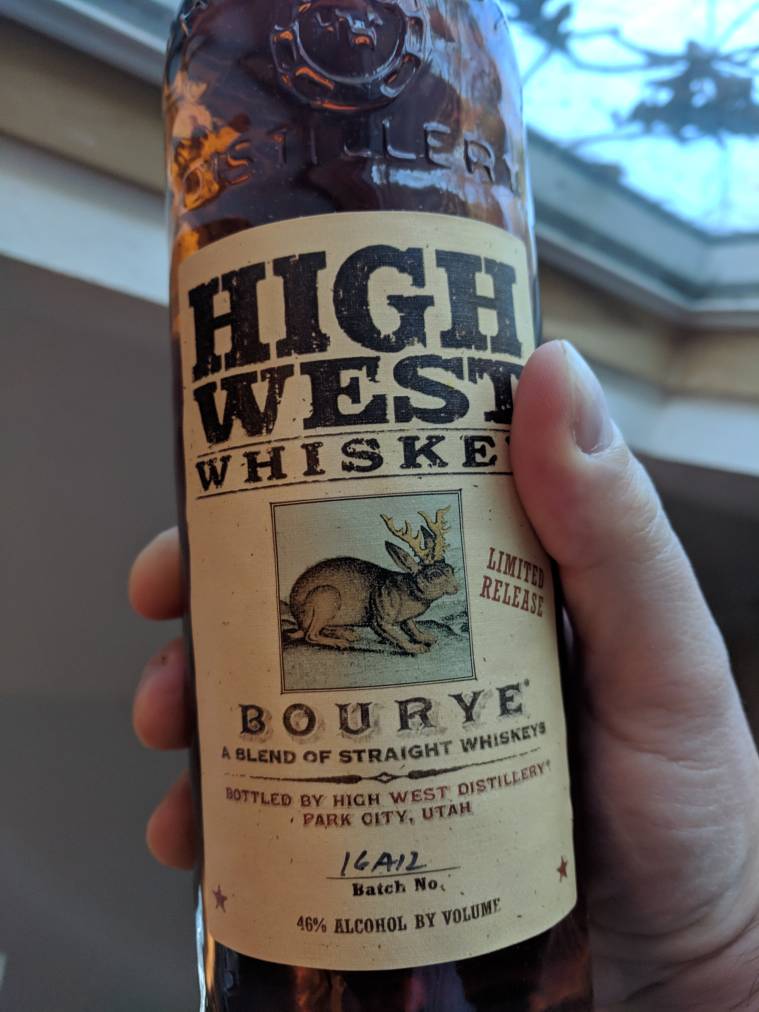 DISTILLERY
HIGH
WEST
WHISKEY
LIMITED
RELEASE
BOURYE
A BLEND OF STRAIGHT WHISKEYS
BOTTLED BY HIGH WEST DISTILLERY
PARK CITY, UTAH
16A12
Batch No.
46% ALCOHOL BY VOLUME